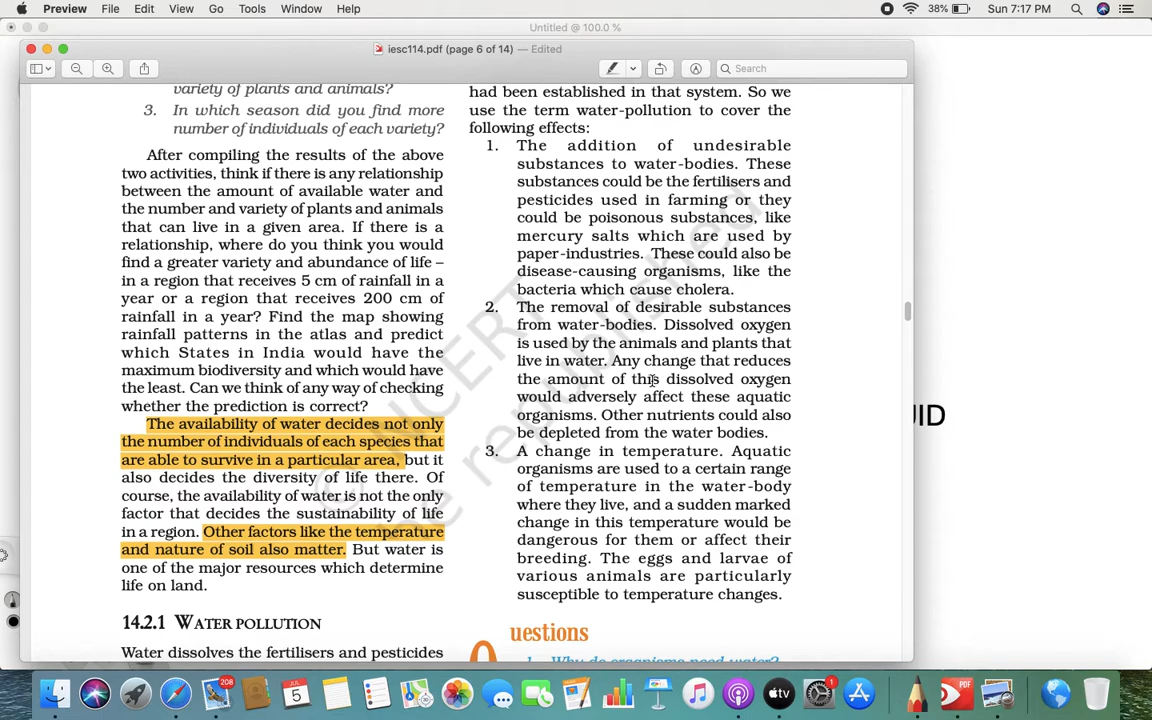 Preview File Edit View Go Tools Window Help
38% Sun 7:17 PM
Untitled @ 100.0 %
iesc114.pdf (page 6 of 14) — Edited
Search
variety of plants and animals?
3. In which season did you find more
number of individuals of each variety?
After compiling the results of the above
two activities, think if there is any relationship
between the amount of available water and
the number and variety of plants and animals
that can live in a given area. If there is a
relationship, where do you think you would
find a greater variety and abundance of life –
in a region that receives 5 cm of rainfall in a
year or a region that receives 200 cm of
rainfall in a year? Find the map showing
rainfall patterns in the atlas and predict
which States in India would have the
maximum biodiversity and which would have
the least. Can we think of any way of checking
whether the prediction is correct?
The availability of water decides not only
the number of individuals of each species that
are able to survive in a particular area, but it
also decides the diversity of life there. Of
course, the availability of water is not the only
factor that decides the sustainability of life
in a region. Other factors like the temperature
and nature of soil also matter. But water is
one of the major resources which determine
life on land.
14.2.1 WATER POLLUTION
Water dissolves the fertilisers and pesticides
had been established in that system. So we
use the term water-pollution to cover the
following effects:
1. The addition of undesirable
substances to water-bodies. These
substances could be the fertilisers and
pesticides used in farming or they
could be poisonous substances, like
mercury salts which are used by
paper-industries. These could also be
disease-causing organisms, like the
bacteria which cause cholera.
2. The removal of desirable substances
from water-bodies. Dissolved oxygen
is used by the animals and plants that
live in water. Any change that reduces
the amount of this dissolved oxygen
would adversely affect these aquatic
organisms. Other nutrients could also
be depleted from the water bodies.
3. A change in temperature. Aquatic
organisms are used to a certain range
of temperature in the water-body
where they live, and a sudden marked
change in this temperature would be
dangerous for them or affect their
breeding. The eggs and larvae of
various animals are particularly
susceptible to temperature changes.
Questions
1. Why do organisms need water?
© NCERT
be republished
UID
208
JUL
5
1
PDF
tv